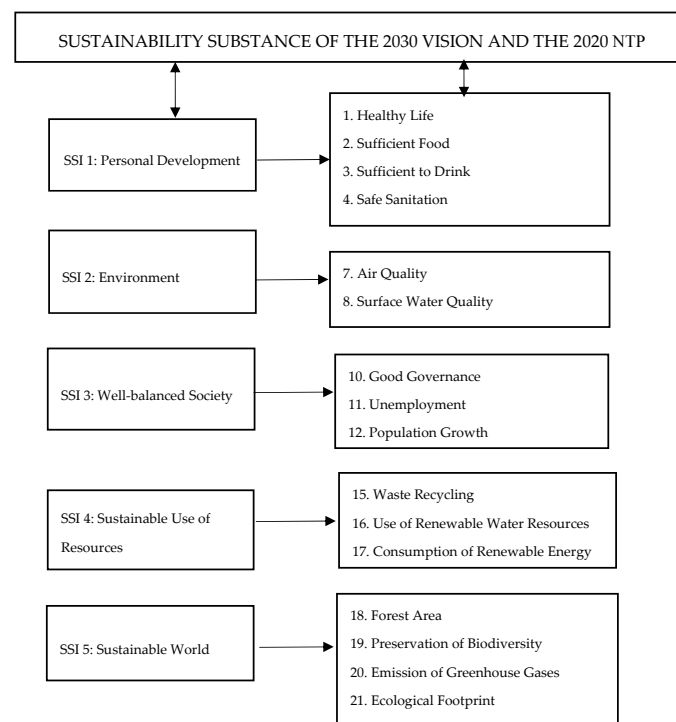 SUSTAINABILITY SUBSTANCE OF THE 2030 VISION AND THE 2020 NTP
SSI 1: Personal Development
1. Healthy Life
2. Sufficient Food
3. Sufficient to Drink
4. Safe Sanitation
SSI 2: Environment
7. Air Quality
8. Surface Water Quality
SSI 3: Well-balanced Society
10. Good Governance
11. Unemployment
12. Population Growth
SSI 4: Sustainable Use of
Resources
15. Waste Recycling
16. Use of Renewable Water Resources
17. Consumption of Renewable Energy
SSI 5: Sustainable World
18. Forest Area
19. Preservation of Biodiversity
20. Emission of Greenhouse Gases
21. Ecological Footprint